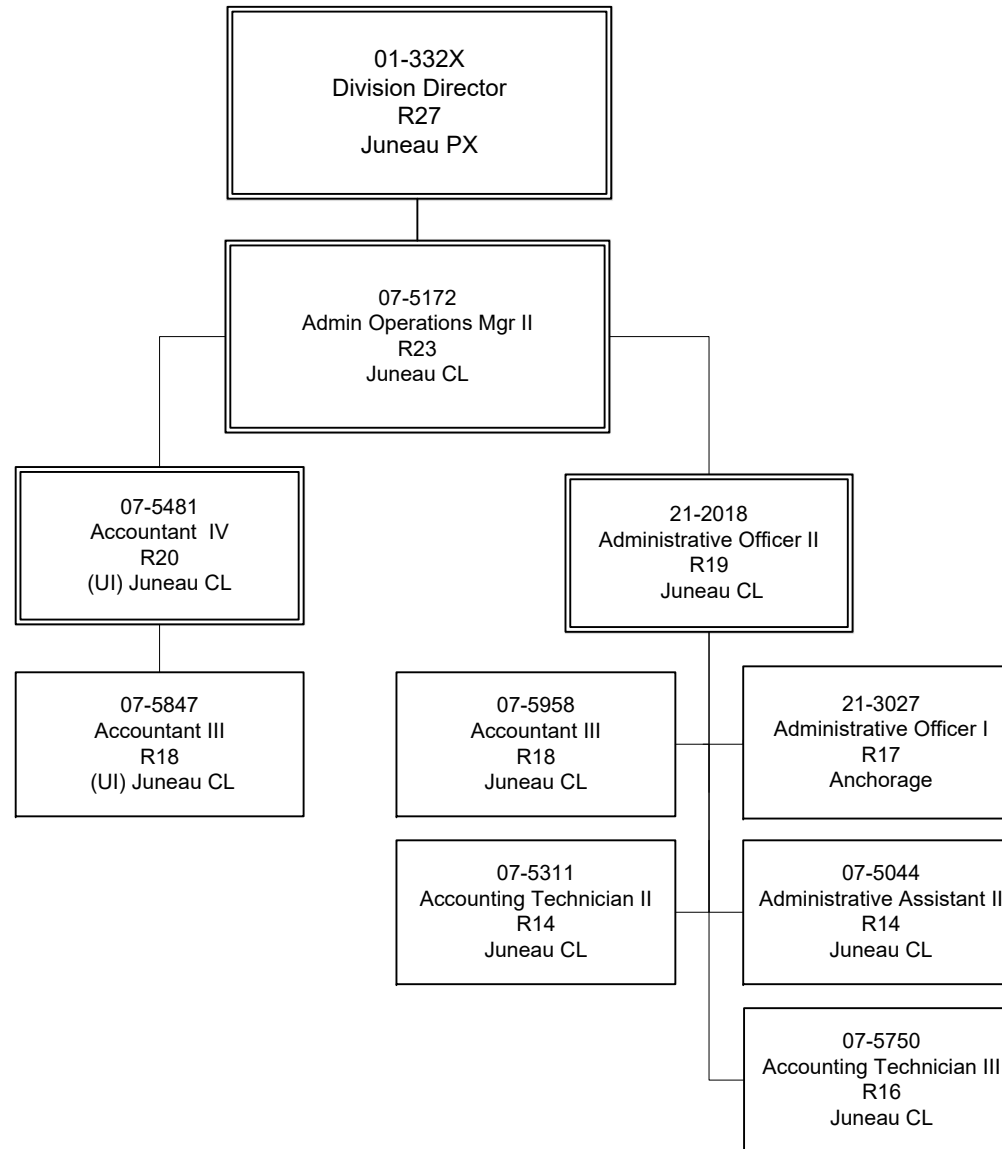 01-332X
Division Director
R27
Juneau PX
07-5172
Admin Operations Mgr II
R23
Juneau CL
07-5481
Accountant  IV
R20
(UI) Juneau CL
21-2018
Administrative Officer II
R19
Juneau CL
07-5847
Accountant III
R18
(UI) Juneau CL
07-5958
Accountant III
R18
Juneau CL
21-3027
Administrative Officer I
R17
Anchorage
07-5311
Accounting Technician II
R14
Juneau CL
07-5044
Administrative Assistant II
R14
Juneau CL
07-5750
Accounting Technician III
R16
Juneau CL